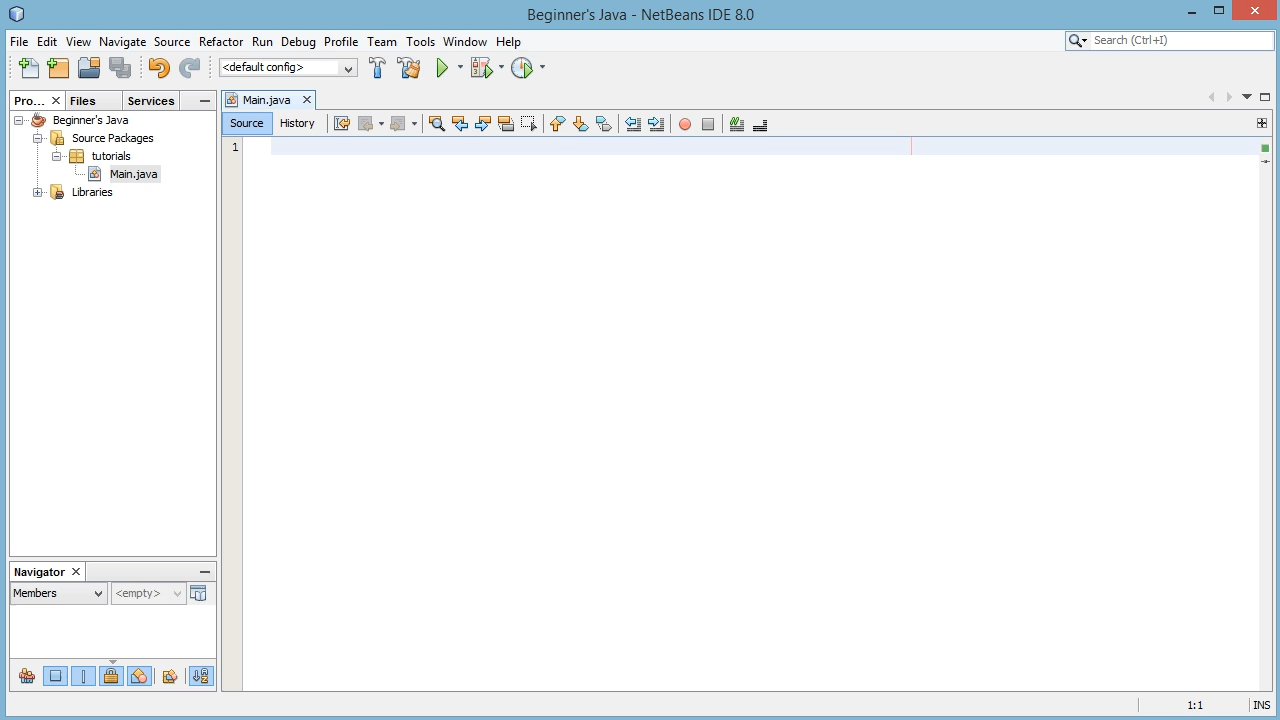 Beginner's Java - NetBeans IDE 8.0
File Edit View Navigate Source Refactor Run Debug Profile Team Tools Window Help
Search (Ctrl+I)
<default config>
Pro... Files Services
Main.java
Source History
Beginner's Java
Source Packages
tutorials
Main.java
Libraries
1
Navigator
Members <empty>
1:1 INS